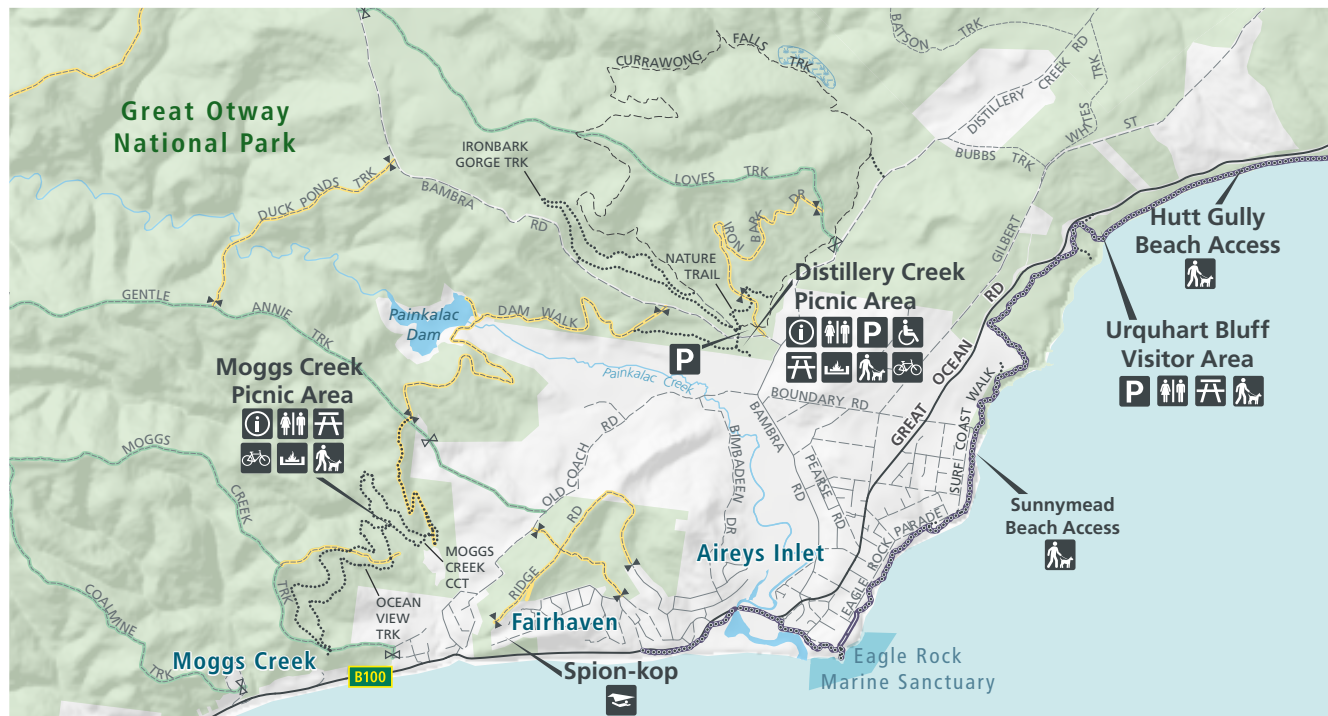 BATSON TRK
CURRAWONG FALLS TRK
DISTILLERY CREEK RD
WHYTES TRK
BUBBS TRK
ST
Great Otway
National Park
IRONBARK
GORGE TRK
LOVES TRK
DUCK PONDS TRK
BAMBRA RD
IRON BARK DR
NATURE
TRAIL
GILBERT
Hutt Gully
Beach Access
Distillery Creek
Picnic Area
i P
GENTLE ANNIE TRK
Painkalac
Dam
DAM WALK
P
Painkalac Creek
GREAT OCEAN RD
Urquhart Bluff
Visitor Area
P
Moggs Creek
Picnic Area
i
BOUNDARY RD
BAMBRA RD
BIMBADEEN DR
PEARSE RD
SURF COAST WALK
OLD COACH RD
MOGGS CREEK TRK
Sunnymead
Beach Access
EAGLE ROCK PARADE
Aireys Inlet
RIDGE RD
MOGGS
CREEK
CCT
OCEAN
VIEW
TRK
COALMINE TRK
Fairhaven
Moggs Creek
B100
Spion-kop
Eagle Rock
Marine Sanctuary